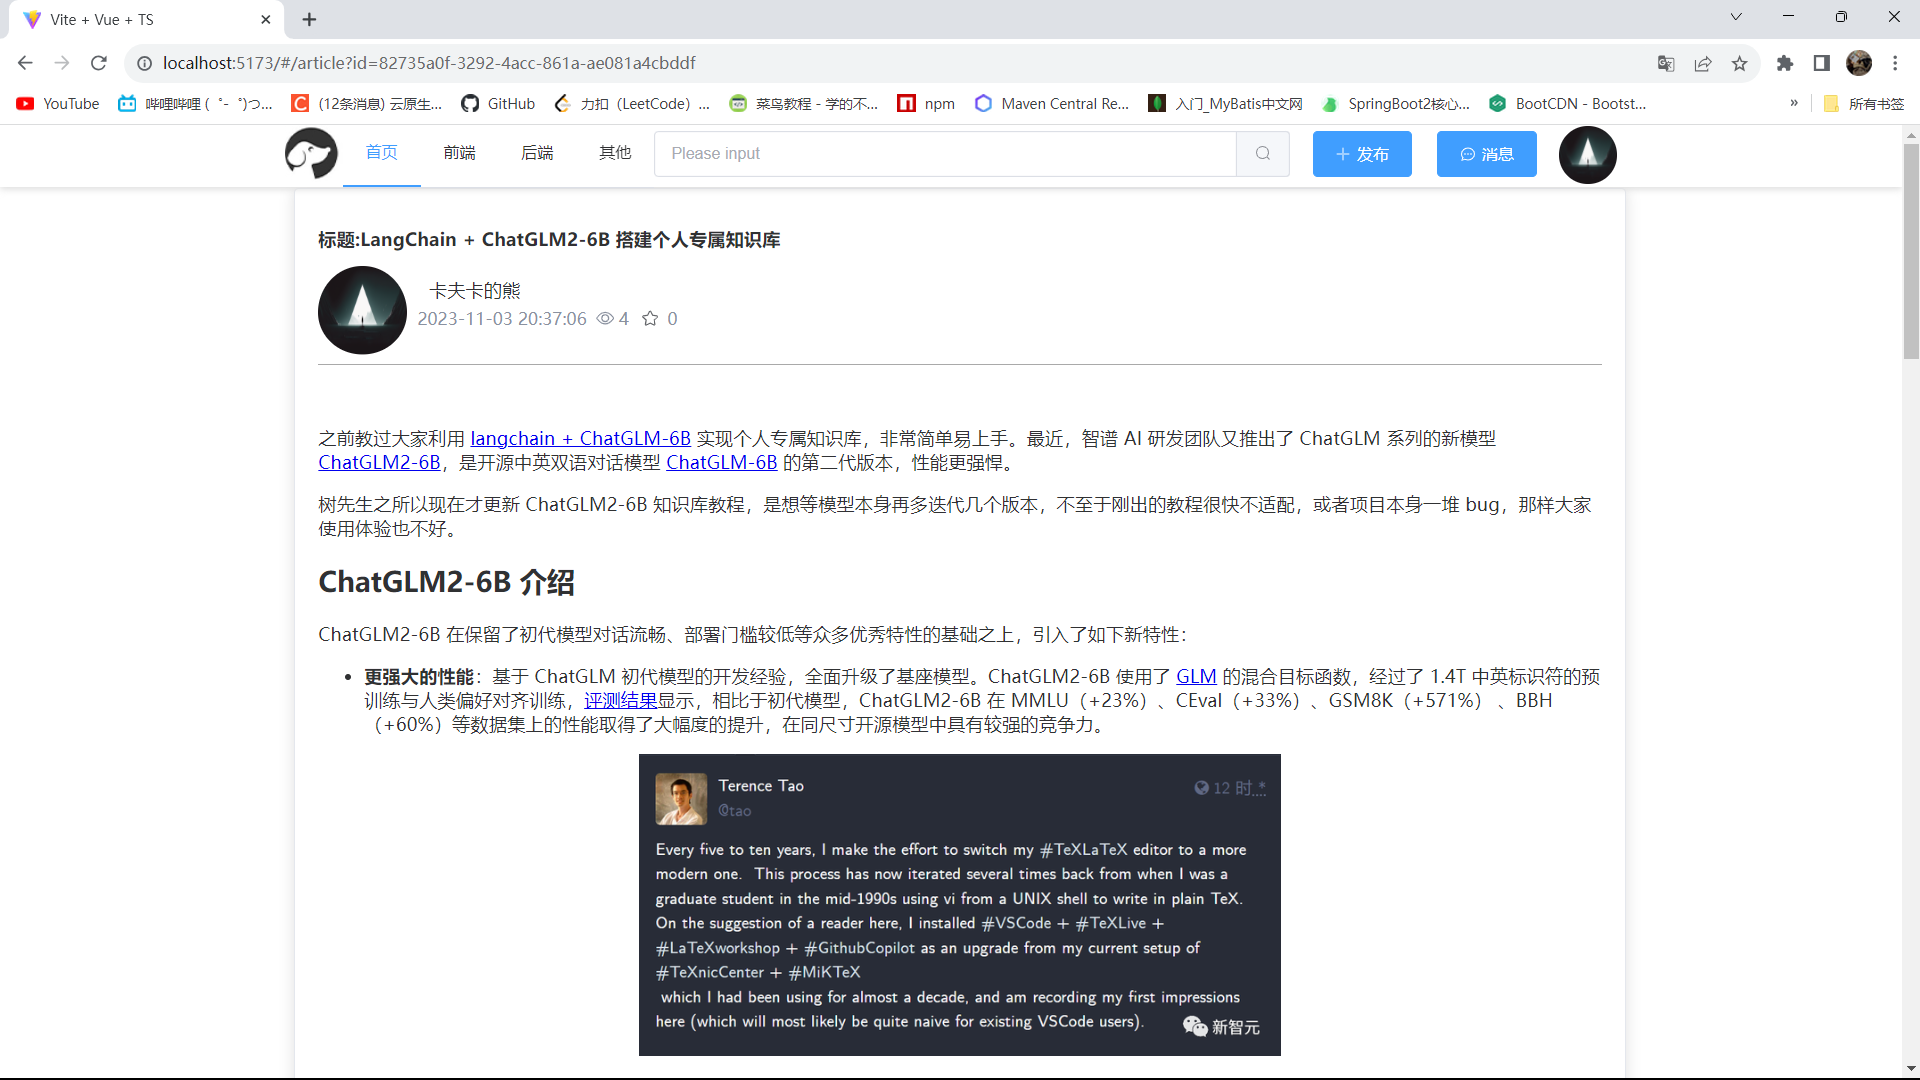 Vite + Vue + TS
localhost:5173/#/article?id=82735a0f-3292-4acc-861a-ae081a4cbddf
YouTube
哔哩哔哩 (゜-゜)つ...
(12条消息) 云原生...
GitHub
力扣（LeetCode）...
菜鸟教程 - 学的不...
npm
Maven Central Re...
入门_MyBatis中文网
SpringBoot2核心...
BootCDN - Bootst...
»
所有书签
首页
前端
后端
其他
Please input
发布
消息
标题:LangChain + ChatGLM2-6B 搭建个人专属知识库
卡夫卡的熊
2023-11-03 20:37:06 4 0
之前教过大家利用 langchain + ChatGLM-6B 实现个人专属知识库，非常简单易上手。最近，智谱 AI 研发团队又推出了 ChatGLM 系列的新模型
ChatGLM2-6B，是开源中英双语对话模型 ChatGLM-6B 的第二代版本，性能更强悍。
树先生之所以现在才更新 ChatGLM2-6B 知识库教程，是想等模型本身再多迭代几个版本，不至于刚出的教程很快不适配，或者项目本身一堆 bug，那样大家
使用体验也不好。
ChatGLM2-6B 介绍
ChatGLM2-6B 在保留了初代模型对话流畅、部署门槛较低等众多优秀特性的基础之上，引入了如下新特性：
• 更强大的性能：基于 ChatGLM 初代模型的开发经验，全面升级了基座模型。ChatGLM2-6B 使用了 GLM 的混合目标函数，经过了 1.4T 中英标识符的预
训练与人类偏好对齐训练，评测结果显示，相比于初代模型，ChatGLM2-6B 在 MMLU（+23%）、CEval（+33%）、GSM8K（+571%） 、BBH
（+60%）等数据集上的性能取得了大幅度的提升，在同尺寸开源模型中具有较强的竞争力。
Terence Tao
12 时 *
@tao
Every five to ten years, I make the effort to switch my #TeXLaTeX editor to a more
modern one. This process has now iterated several times back from when I was a
graduate student in the mid-1990s using vi from a UNIX shell to write in plain TeX.
On the suggestion of a reader here, I installed #VSCode + #TeXLive +
#LaTeXworkshop + #GithubCopilot as an upgrade from my current setup of
#TeXnicCenter + #MiKTeX
which I had been using for almost a decade, and am recording my first impressions
here (which will most likely be quite naive for existing VSCode users).
新智元